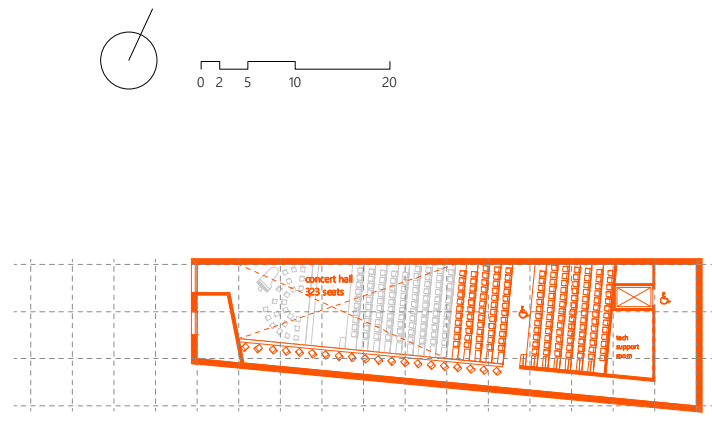 0 2 5 10 20
concert hall
323 seats
tech
support
room